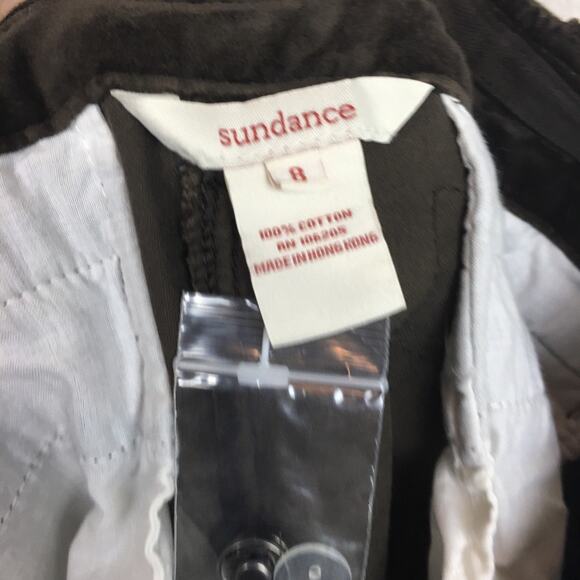 sundance
8
100% COTTON
RN 106205
MADE IN HONG KONG